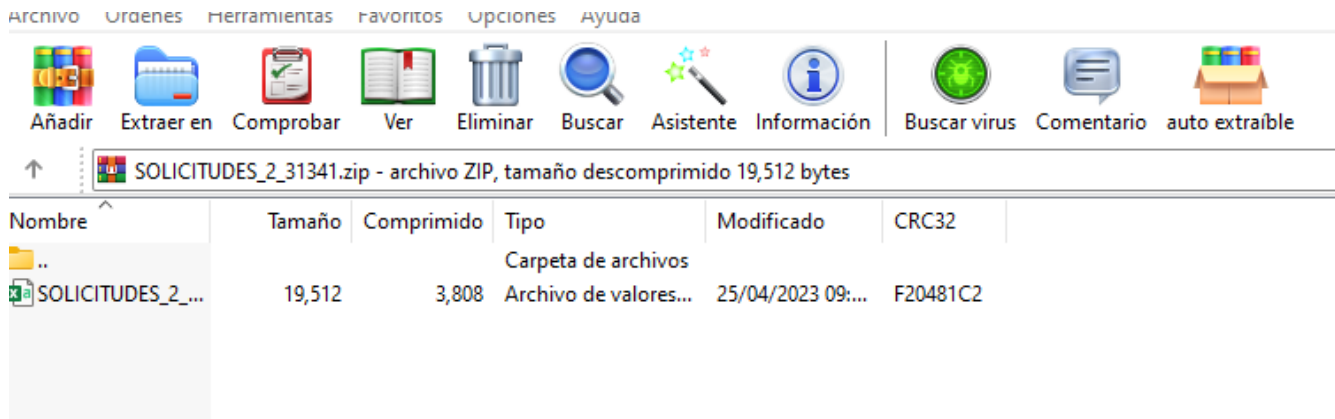 Archivo Órdenes Herramientas Favoritos Opciones Ayuda
Añadir Extraer en Comprobar Ver Eliminar Buscar Asistente Información Buscar virus Comentario auto extraíble
SOLICITUDES_2_31341.zip - archivo ZIP, tamaño descomprimido 19,512 bytes
Nombre Tamaño Comprimido Tipo Modificado CRC32
.. Carpeta de archivos
SOLICITUDES_2_... 19,512 3,808 Archivo de valores... 25/04/2023 09:... F20481C2